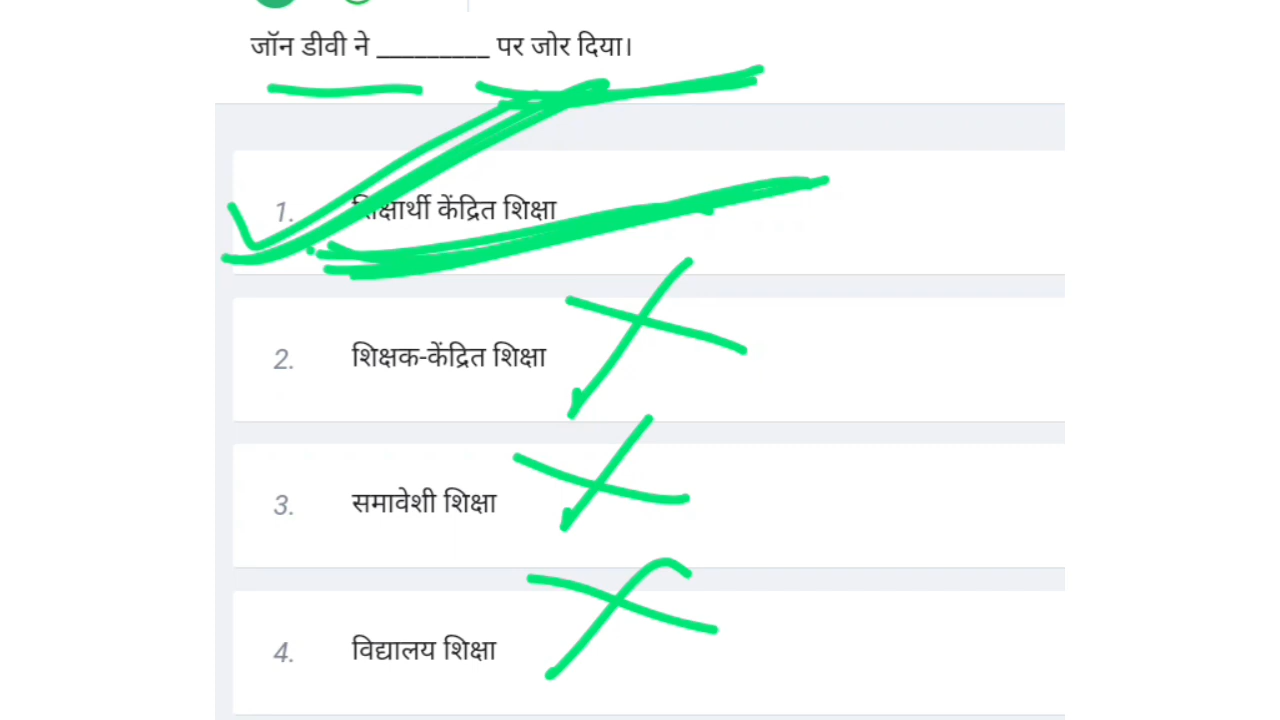 जॉन डीवी ने _________ पर जोर दिया।
1. शिक्षार्थी केंद्रित शिक्षा
2. शिक्षक-केंद्रित शिक्षा
3. समावेशी शिक्षा
4. विद्यालय शिक्षा